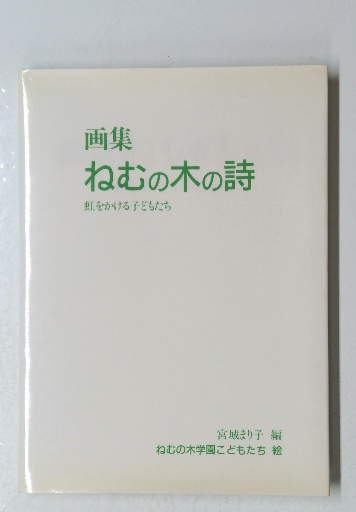 画集
ねむの木の詩
虹をかける子どもたち
宮城まり子 編
ねむの木学園こどもたち 絵